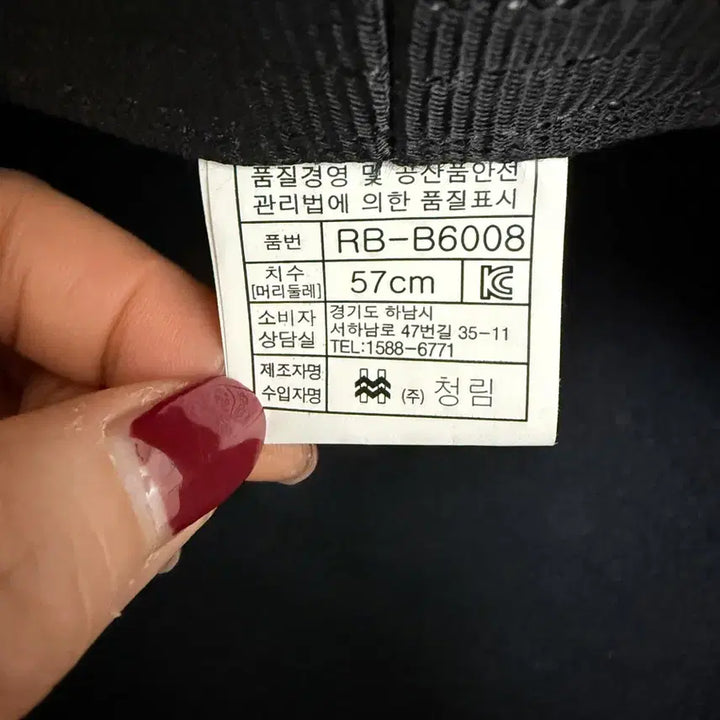 품질경영 및 공산품안전
관리법에 의한 품질표시
품번 RB-B6008
치수 57cm
[머리둘레]
소비자 경기도 하남시
상담실 서하남로 47번길 35-11
TEL:1588-6771
제조자명
수입자명 (주) 청림